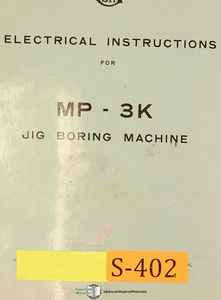 ELECTRICAL INSTRUCTIONS
FOR
MP - 3K
JIG BORING MACHINE
S-402